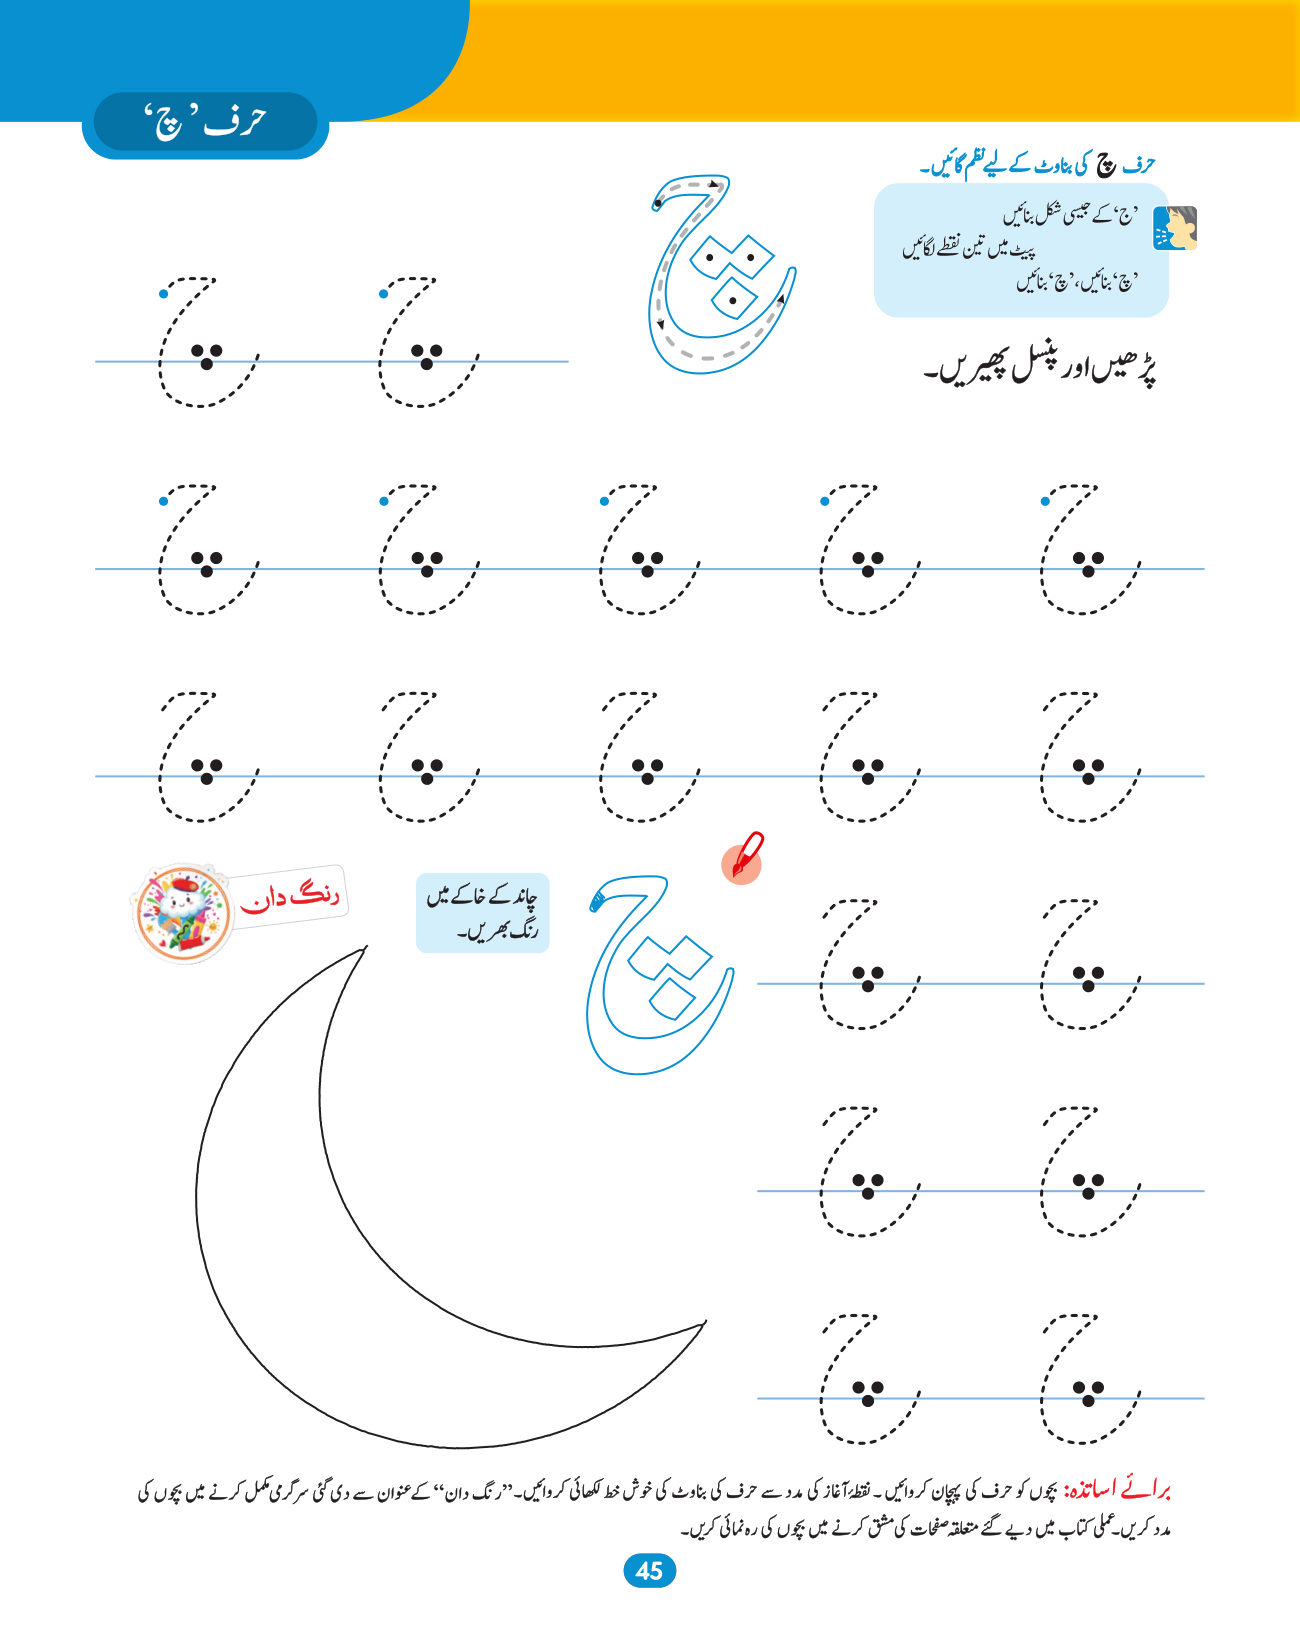 حرف ’چ‘
حرف چ کی بناوٹ کے لیے نظم گائیں۔
’ج‘ کے جیسی شکل بنائیں
پیٹ میں تین نقطے لگائیں
’چ‘ بنائیں، ’چ‘ بنائیں
چ
پڑھیں اور پنسل پھیریں۔
چ چ
چ چ چ چ چ
چ چ چ چ چ
رنگ دان
چاند کے خاکے میں
رنگ بھریں۔
چ
چ چ
چ چ
چ چ
برائے اساتذہ: بچوں کو حرف کی پہچان کروائیں۔ نقطۂ آغاز کی مدد سے حرف کی بناوٹ کی خوش خط لکھائی کروائیں۔ ”رنگ دان“ کے عنوان سے دی گئی سرگرمی مکمل کرنے میں بچوں کی
مدد کریں۔ عملی کتاب میں دیے گئے متعلقہ صفحات کی مشق کرنے میں بچوں کی رہ نمائی کریں۔
45